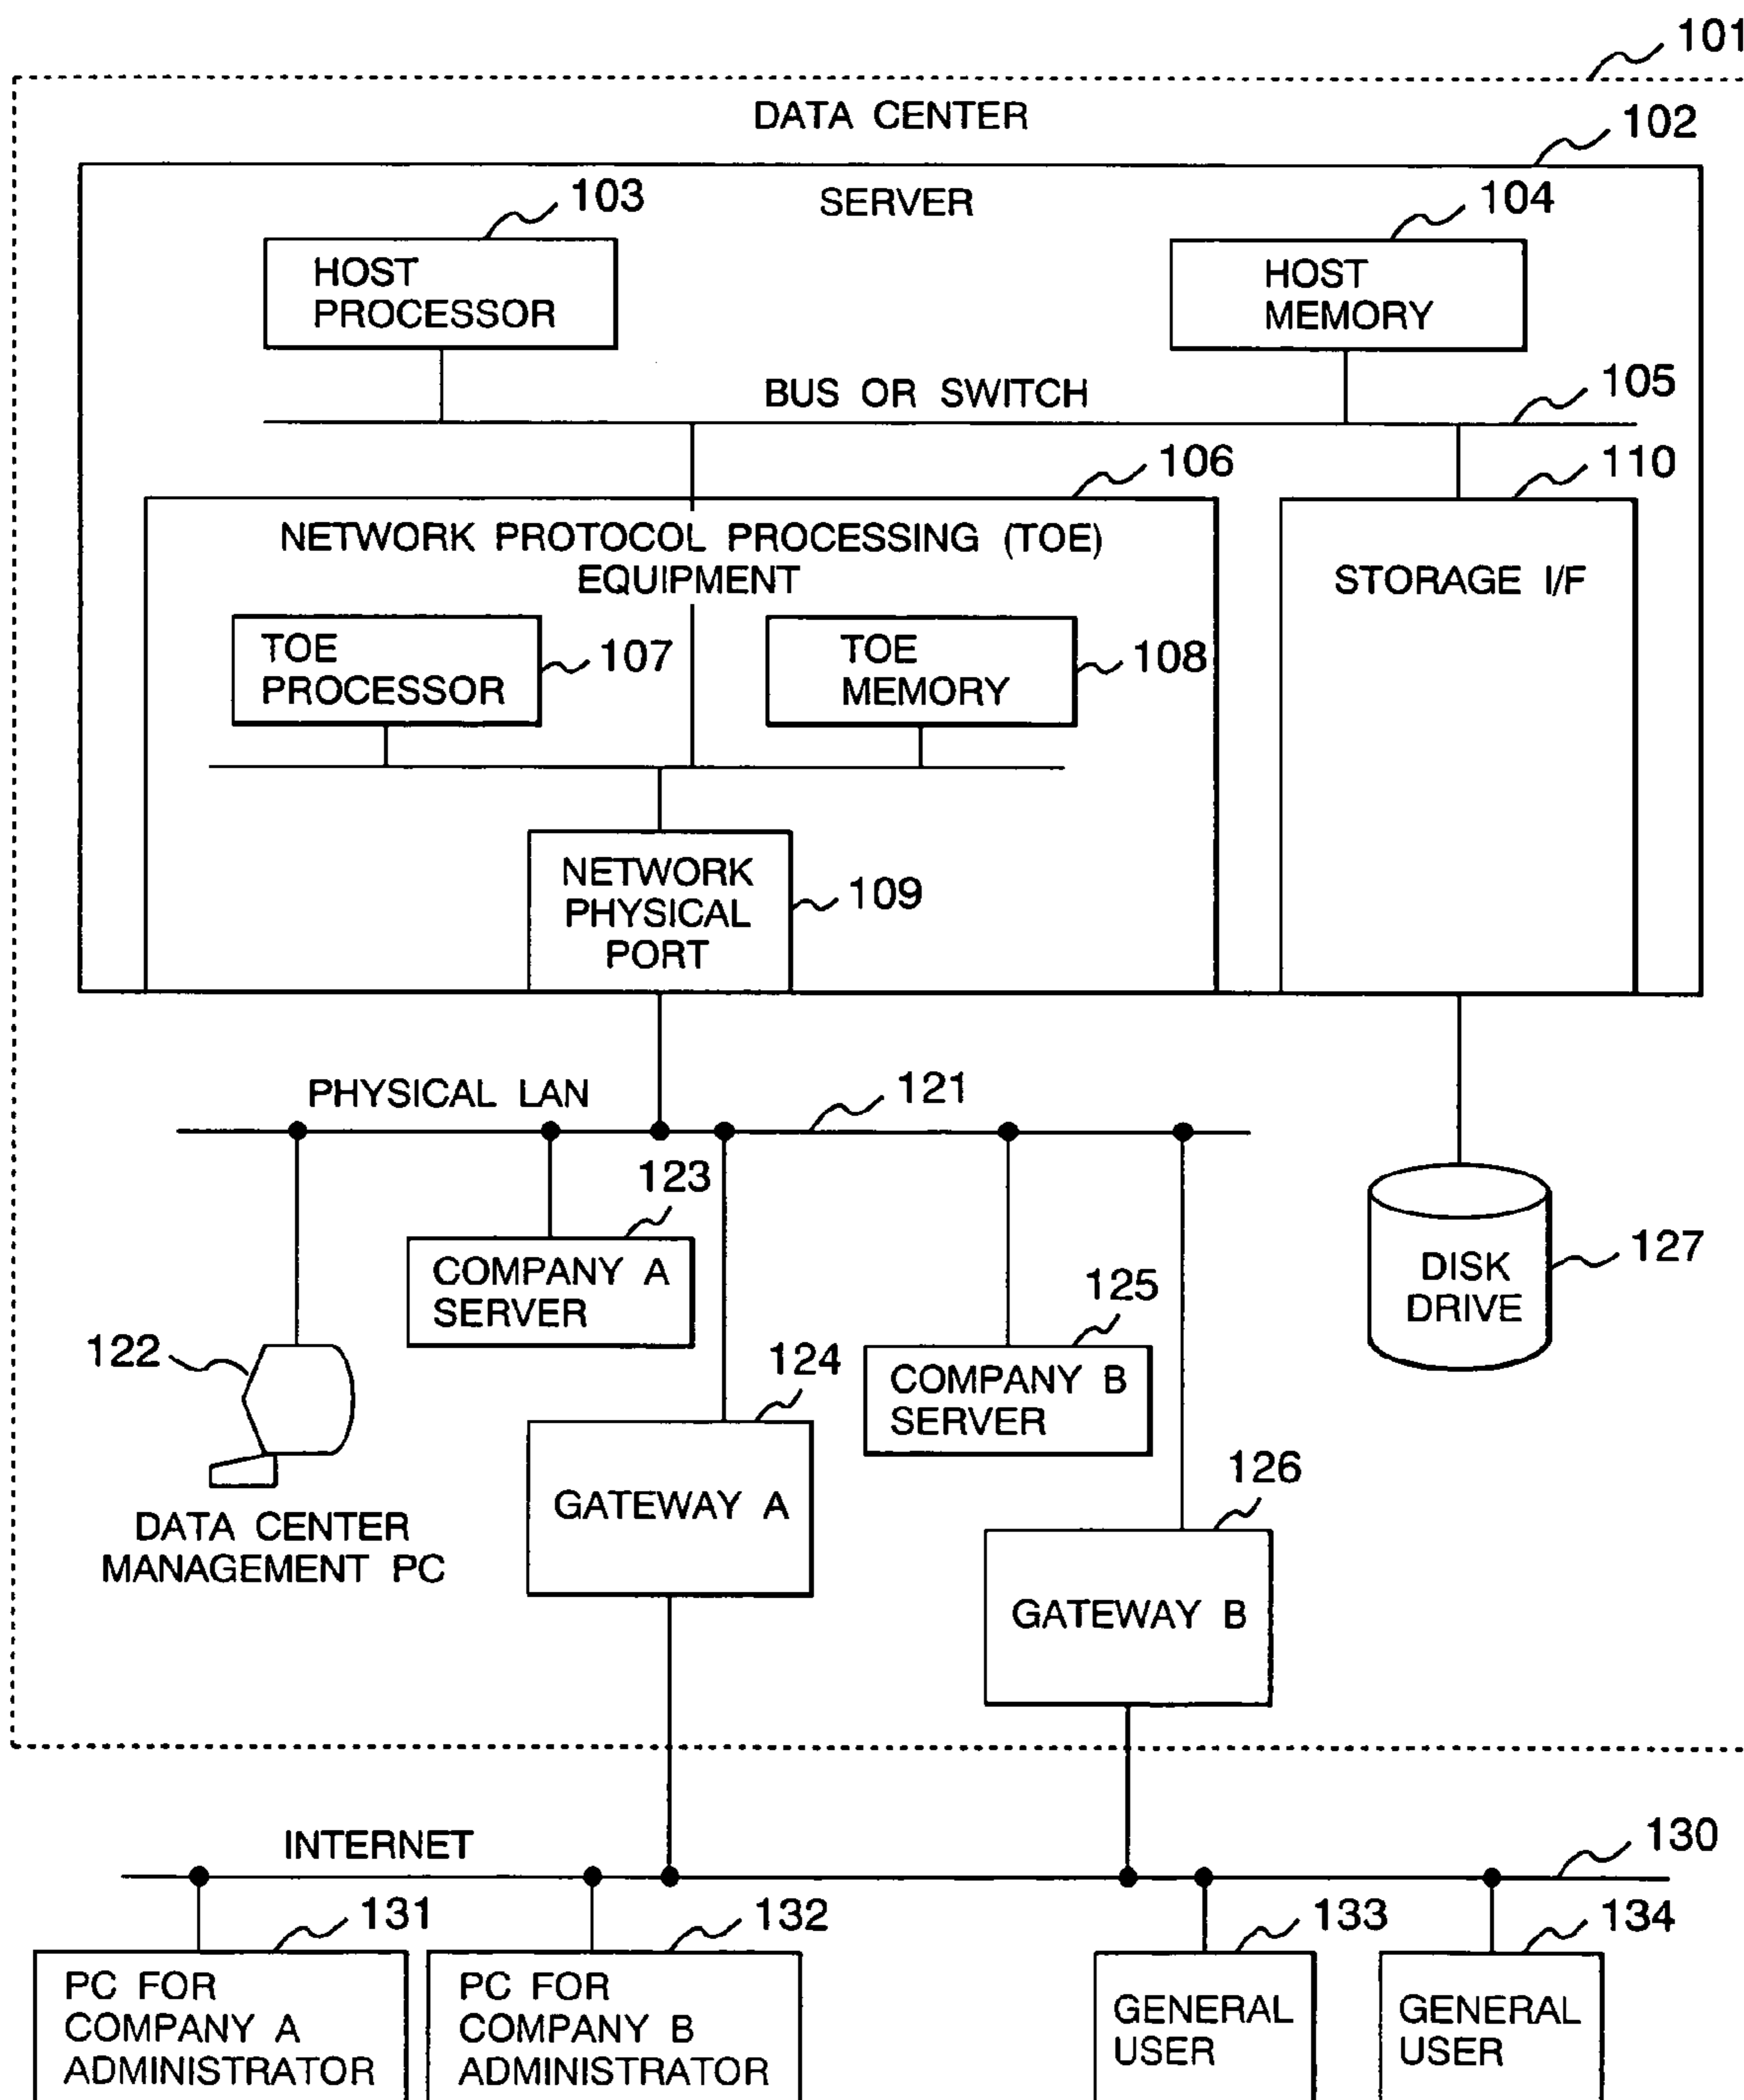 101
DATA CENTER
102
SERVER
103
104
HOST
PROCESSOR
HOST
MEMORY
BUS OR SWITCH
105
106
110
NETWORK PROTOCOL PROCESSING (TOE)
EQUIPMENT
STORAGE I/F
TOE
PROCESSOR
107
TOE
MEMORY
108
NETWORK
PHYSICAL
PORT
109
PHYSICAL LAN
121
123
COMPANY A
SERVER
127
DISK
DRIVE
125
122
124
COMPANY B
SERVER
126
GATEWAY A
DATA CENTER
MANAGEMENT PC
GATEWAY B
INTERNET
130
131
132
133
134
PC FOR
COMPANY A
ADMINISTRATOR
PC FOR
COMPANY B
ADMINISTRATOR
GENERAL
USER
GENERAL
USER